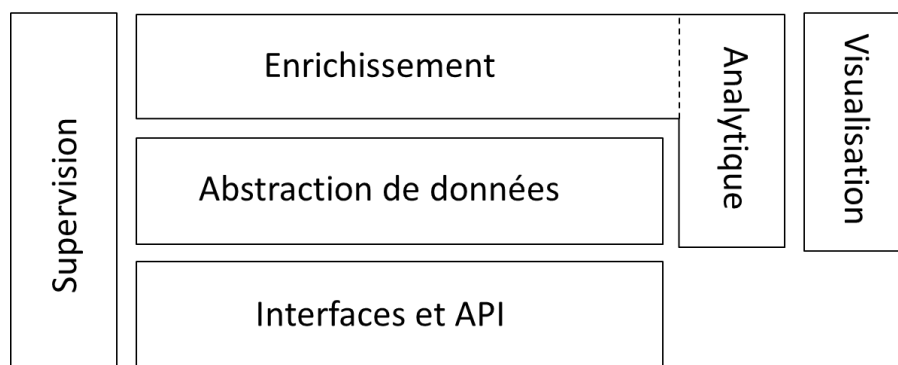 Supervision
Enrichissement
Abstraction de données
Interfaces et API
Analytique
Visualisation